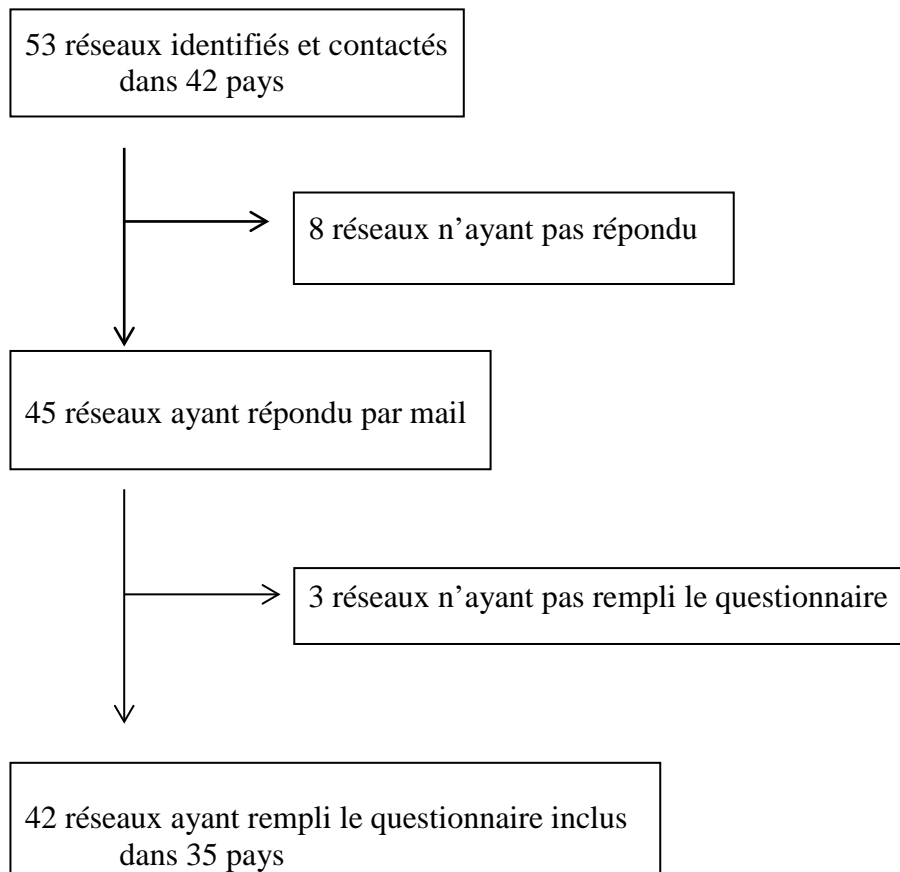 53 réseaux identifiés et contactés
dans 42 pays
8 réseaux n’ayant pas répondu
45 réseaux ayant répondu par mail
3 réseaux n’ayant pas rempli le questionnaire
42 réseaux ayant rempli le questionnaire inclus
dans 35 pays